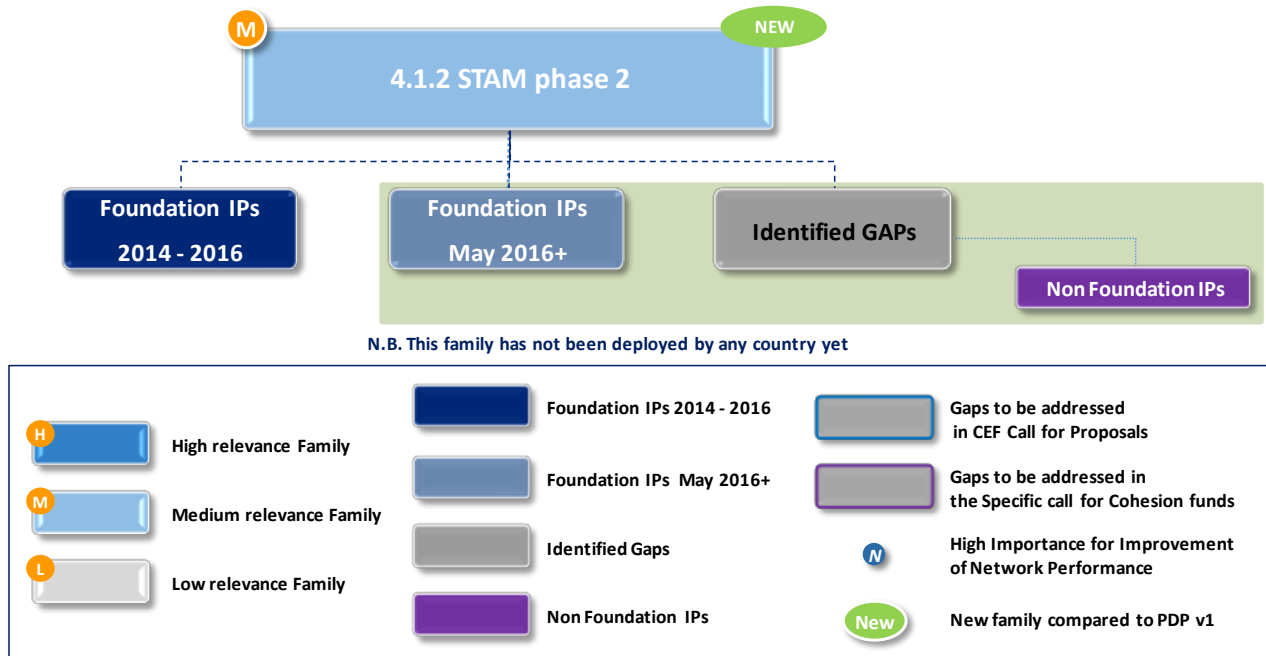 M
NEW
4.1.2 STAM phase 2
Foundation IPs
2014 - 2016
Foundation IPs
May 2016+
Identified GAPs
Non Foundation IPs
N.B. This family has not been deployed by any country yet
H
High relevance Family
M
Medium relevance Family
L
Low relevance Family
Foundation IPs 2014 - 2016
Foundation IPs May 2016+
Identified Gaps
Non Foundation IPs
Gaps to be addressed
in CEF Call for Proposals
Gaps to be addressed in
the Specific call for Cohesion funds
N
High Importance for Improvement
of Network Performance
New
New family compared to PDP v1